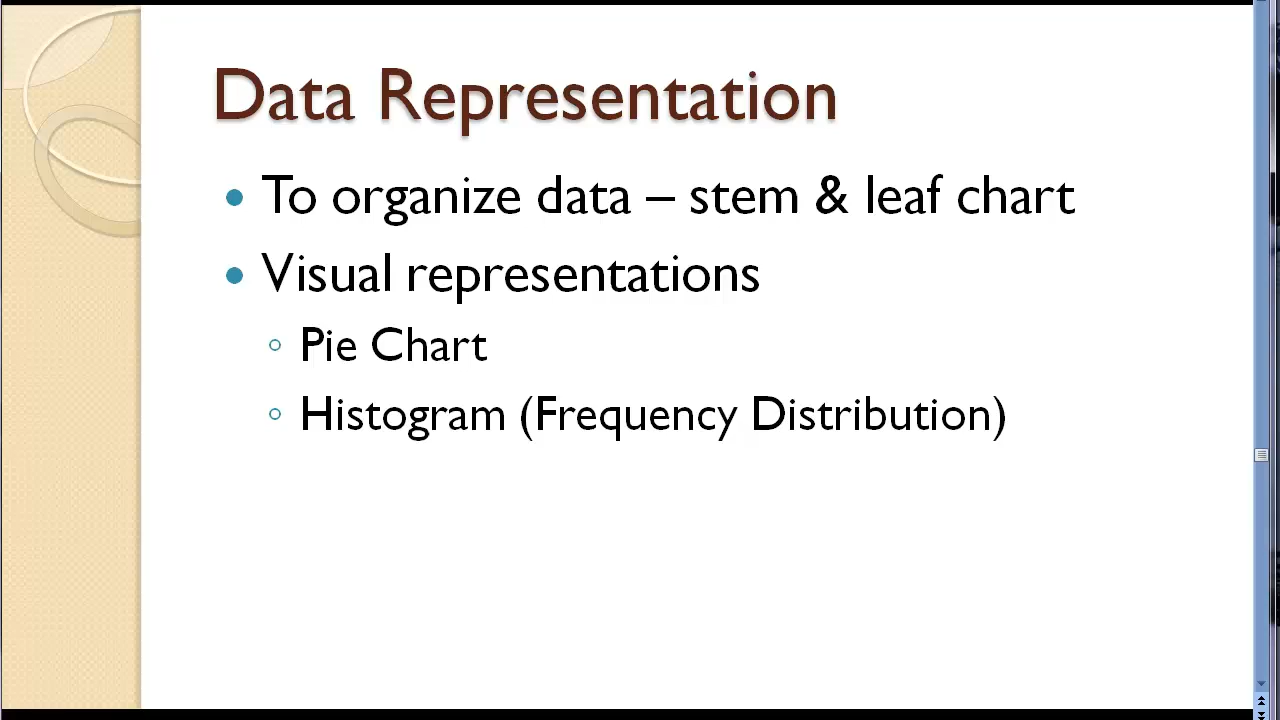 Data Representation
To organize data – stem & leaf chart
Visual representations
Pie Chart
Histogram (Frequency Distribution)